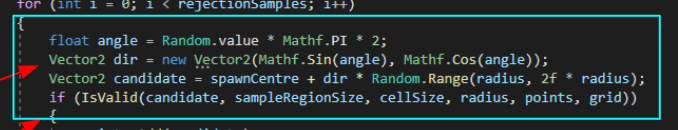 for (int i = 0; i < rejectionSamples; i++)
{
float angle = Random.value * Mathf.PI * 2;
Vector2 dir = new Vector2(Mathf.Sin(angle), Mathf.Cos(angle));
Vector2 candidate = spawnCentre + dir * Random.Range(radius, 2f * radius);
if (IsValid(candidate, sampleRegionSize, cellSize, radius, points, grid))
{